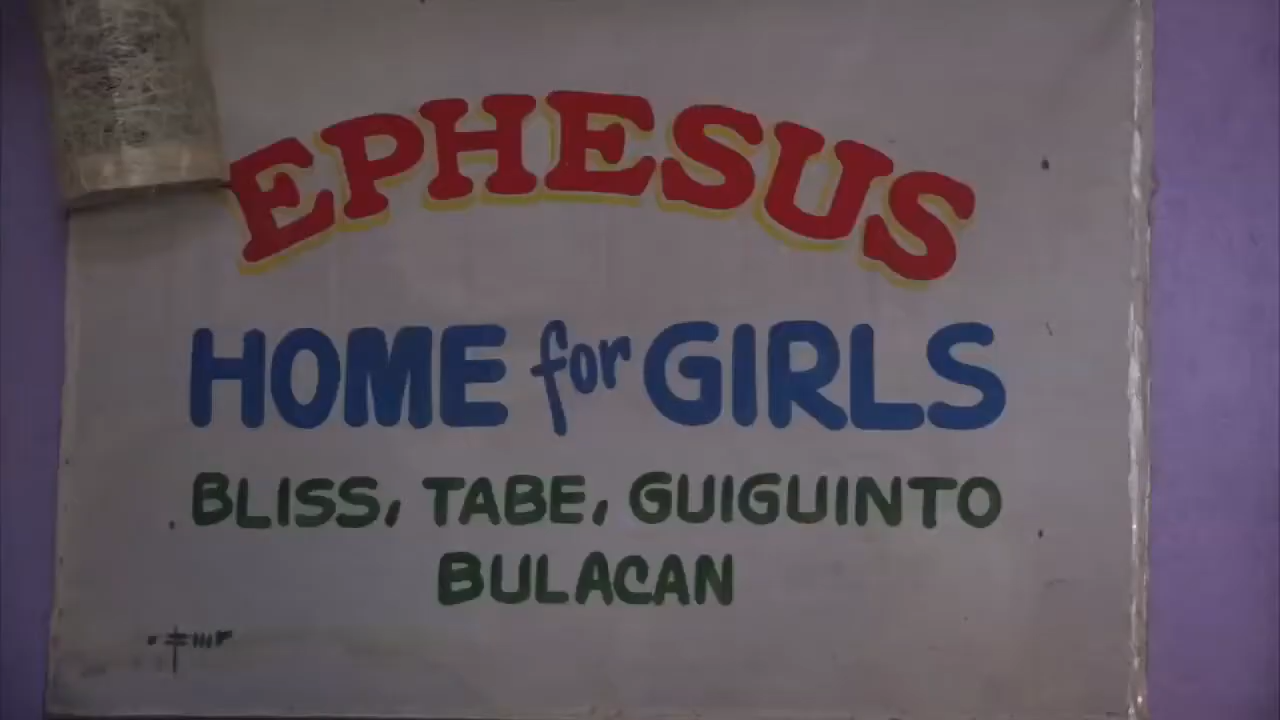 EPHESUS
HOME for GIRLS
BLISS, TABE, GUIGUINTO
BULACAN